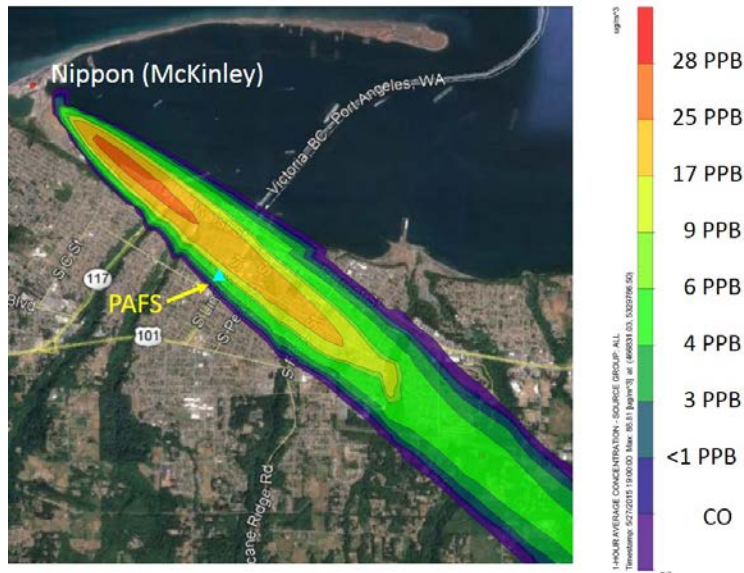 Nippon (McKinley)
Victoria, BC - Port Angeles, WA
S C St
117
PAFS
Blvd
101
S Pe
cane Ridge Rd
ug/m^3
28 PPB
25 PPB
17 PPB
9 PPB
6 PPB
4 PPB
3 PPB
<1 PPB
CO
1-HOUR AVERAGE CONCENTRATION - SOURCE GROUP: ALL